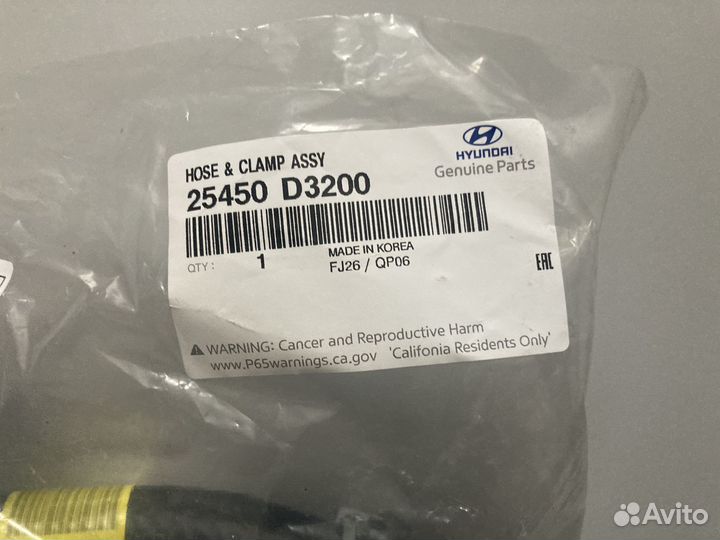 HOSE & CLAMP ASSY
25450 D3200
HYUNDAI
Genuine Parts
QTY : 1
MADE IN KOREA
FJ26 / QP06
EAC
WARNING: Cancer and Reproductive Harm
www.P65warnings.ca.gov 'Califonia Residents Only'
Avito